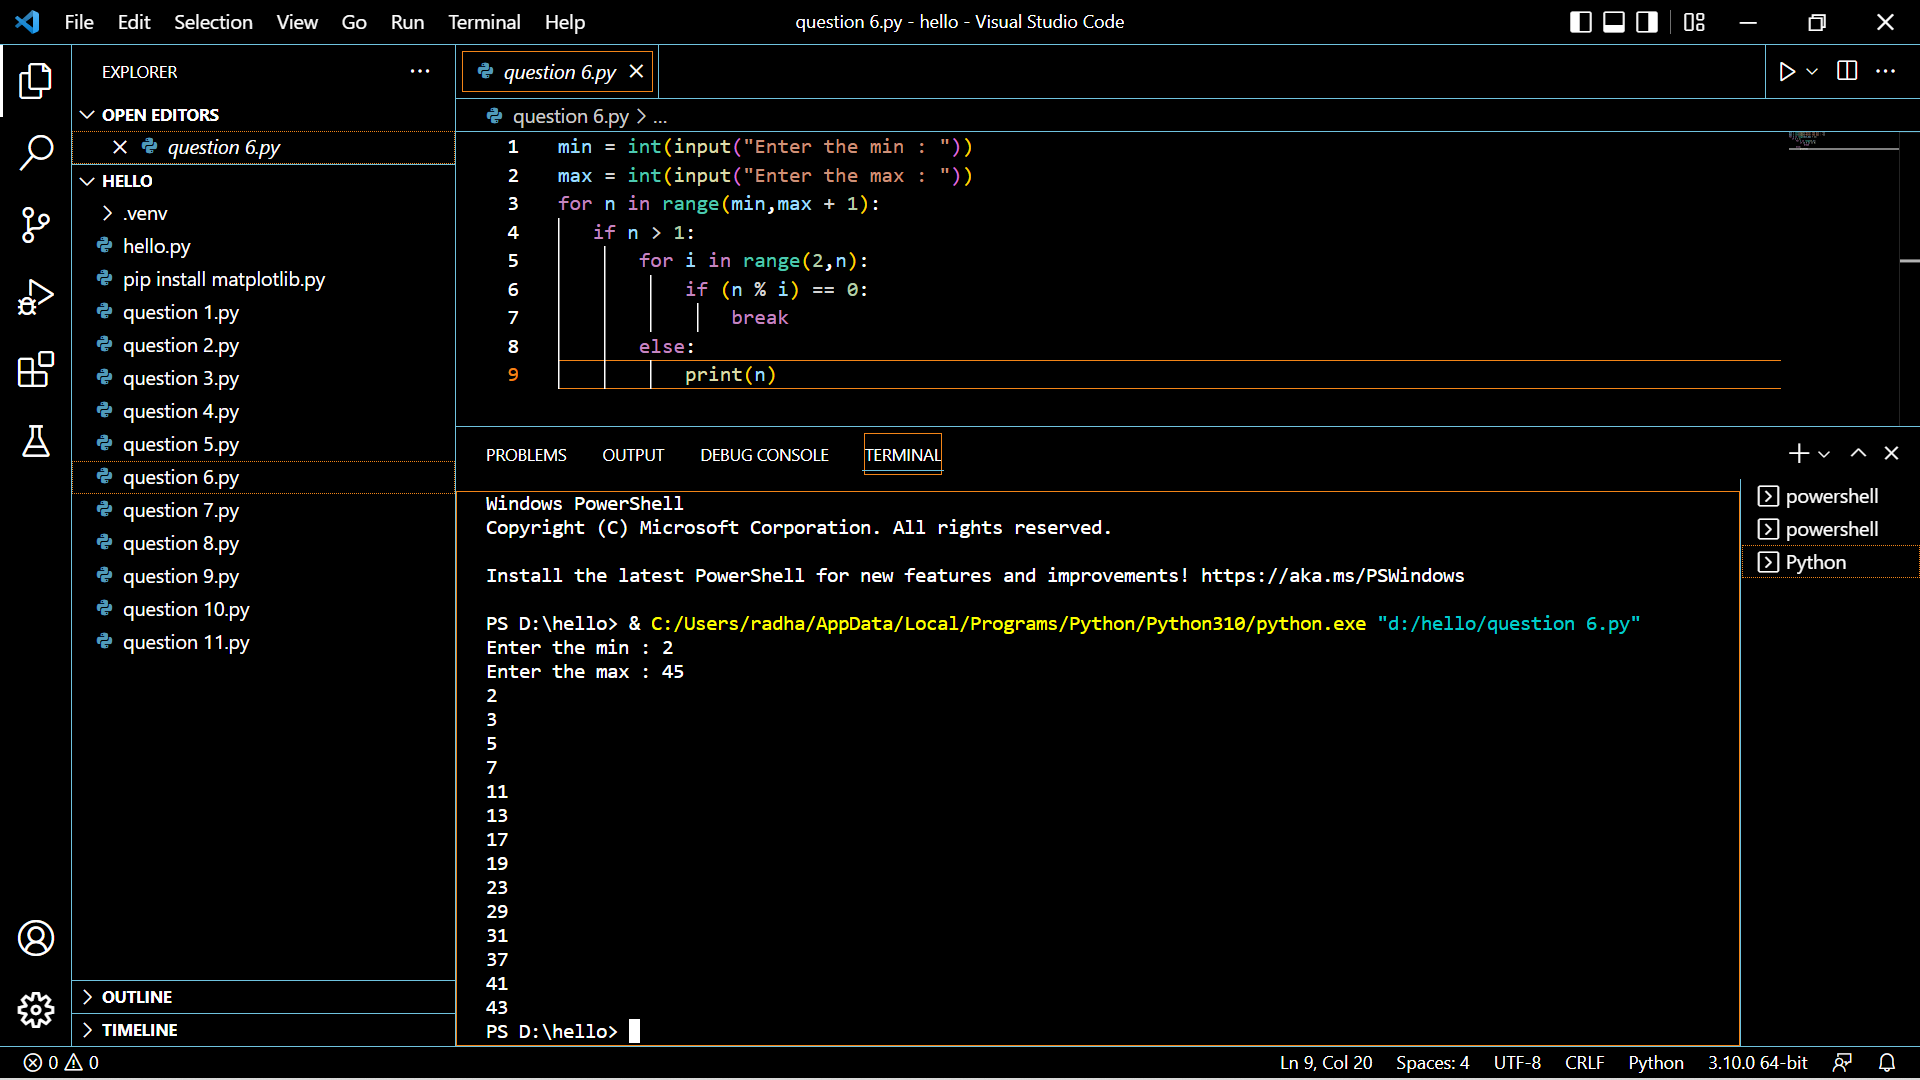 File Edit Selection View Go Run Terminal Help
question 6.py - hello - Visual Studio Code
EXPLORER
OPEN EDITORS
question 6.py
HELLO
.venv
hello.py
pip install matplotlib.py
question 1.py
question 2.py
question 3.py
question 4.py
question 5.py
question 6.py
question 7.py
question 8.py
question 9.py
question 10.py
question 11.py
OUTLINE
TIMELINE
question 6.py
question 6.py > ...
1 min = int(input("Enter the min : "))
2 max = int(input("Enter the max : "))
3 for n in range(min,max + 1):
4 if n > 1:
5 for i in range(2,n):
6 if (n % i) == 0:
7 break
8 else:
9 print(n)
PROBLEMS OUTPUT DEBUG CONSOLE TERMINAL
Windows PowerShell
Copyright (C) Microsoft Corporation. All rights reserved.
Install the latest PowerShell for new features and improvements! https://aka.ms/PSWindows
PS D:\hello> & C:/Users/radha/AppData/Local/Programs/Python/Python310/python.exe "d:/hello/question 6.py"
Enter the min : 2
Enter the max : 45
2
3
5
7
11
13
17
19
23
29
31
37
41
43
PS D:\hello>
powershell
powershell
Python
0 0
Ln 9, Col 20 Spaces: 4 UTF-8 CRLF Python 3.10.0 64-bit